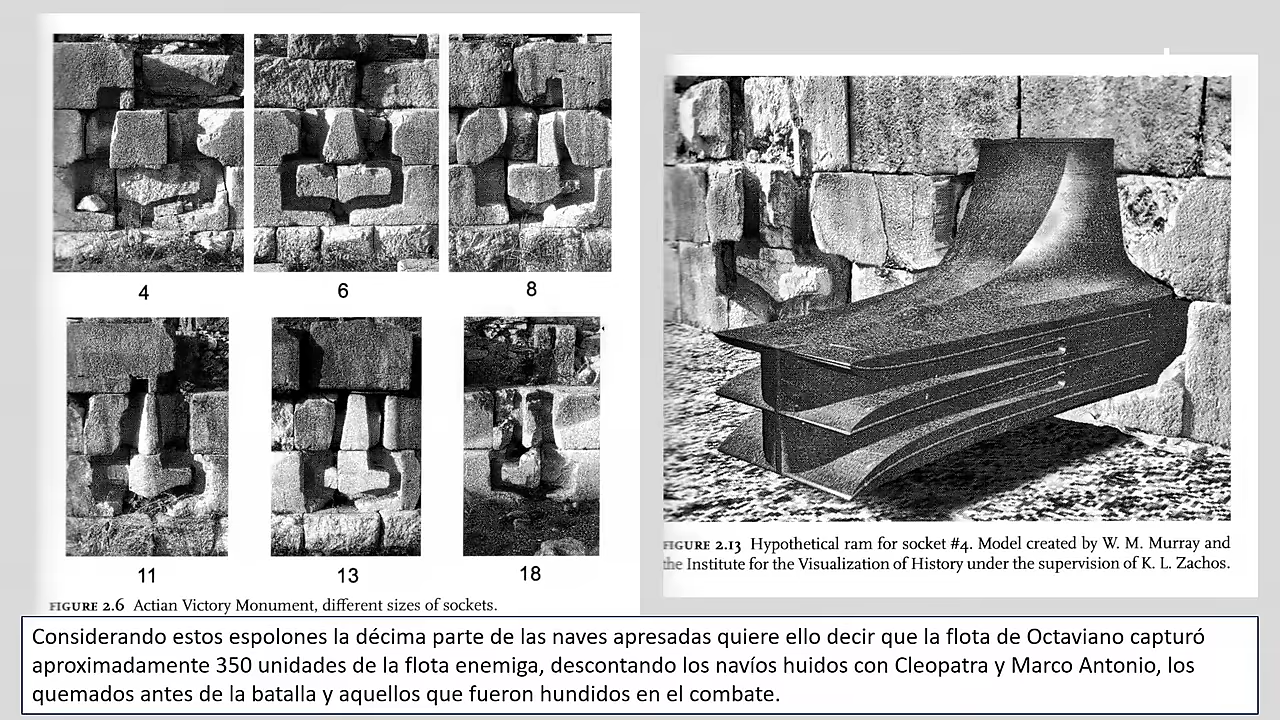 4
6
8
11
13
18
FIGURE 2.6 Actian Victory Monument, different sizes of sockets.
FIGURE 2.13 Hypothetical ram for socket #4. Model created by W. M. Murray and
the Institute for the Visualization of History under the supervision of K. L. Zachos.
Considerando estos espolones la décima parte de las naves apresadas quiere ello decir que la flota de Octaviano capturó
aproximadamente 350 unidades de la flota enemiga, descontando los navíos huidos con Cleopatra y Marco Antonio, los
quemados antes de la batalla y aquellos que fueron hundidos en el combate.